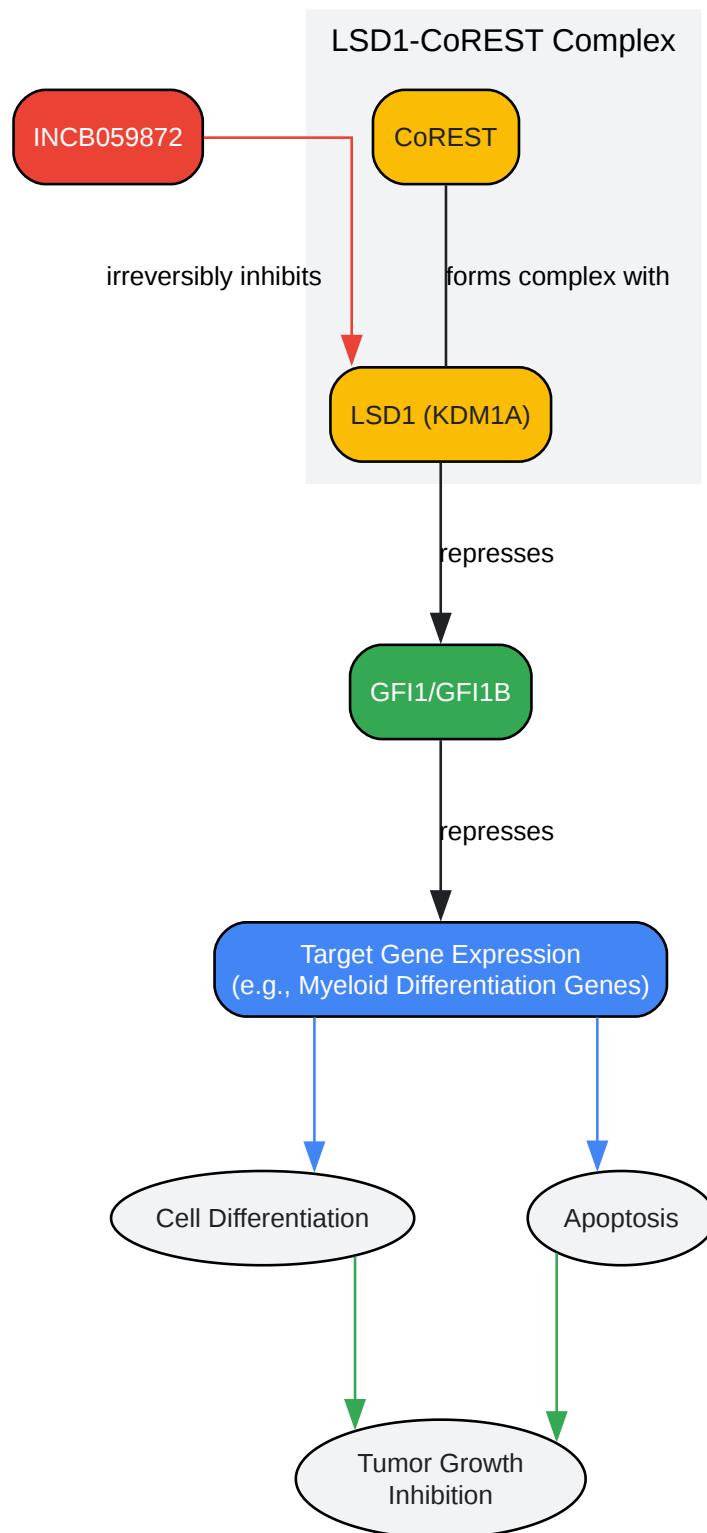 LSD1-CoREST Complex
INCB059872
CoREST
irreversibly inhibits
forms complex with
LSD1 (KDM1A)
represses
GFI1/GFI1B
represses
Target Gene Expression
(e.g., Myeloid Differentiation Genes)
Cell Differentiation
Apoptosis
Tumor Growth
Inhibition